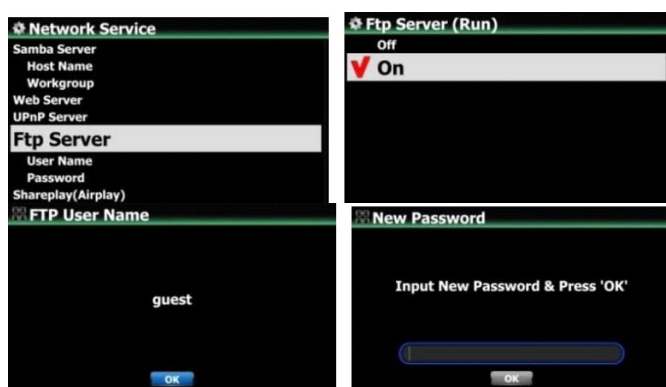 Network Service
Samba Server
Host Name
Workgroup
Web Server
UPnP Server
Ftp Server
User Name
Password
Shareplay(Airplay)
Ftp Server (Run)
Off
On
FTP User Name
guest
OK
New Password
Input New Password & Press 'OK'
OK